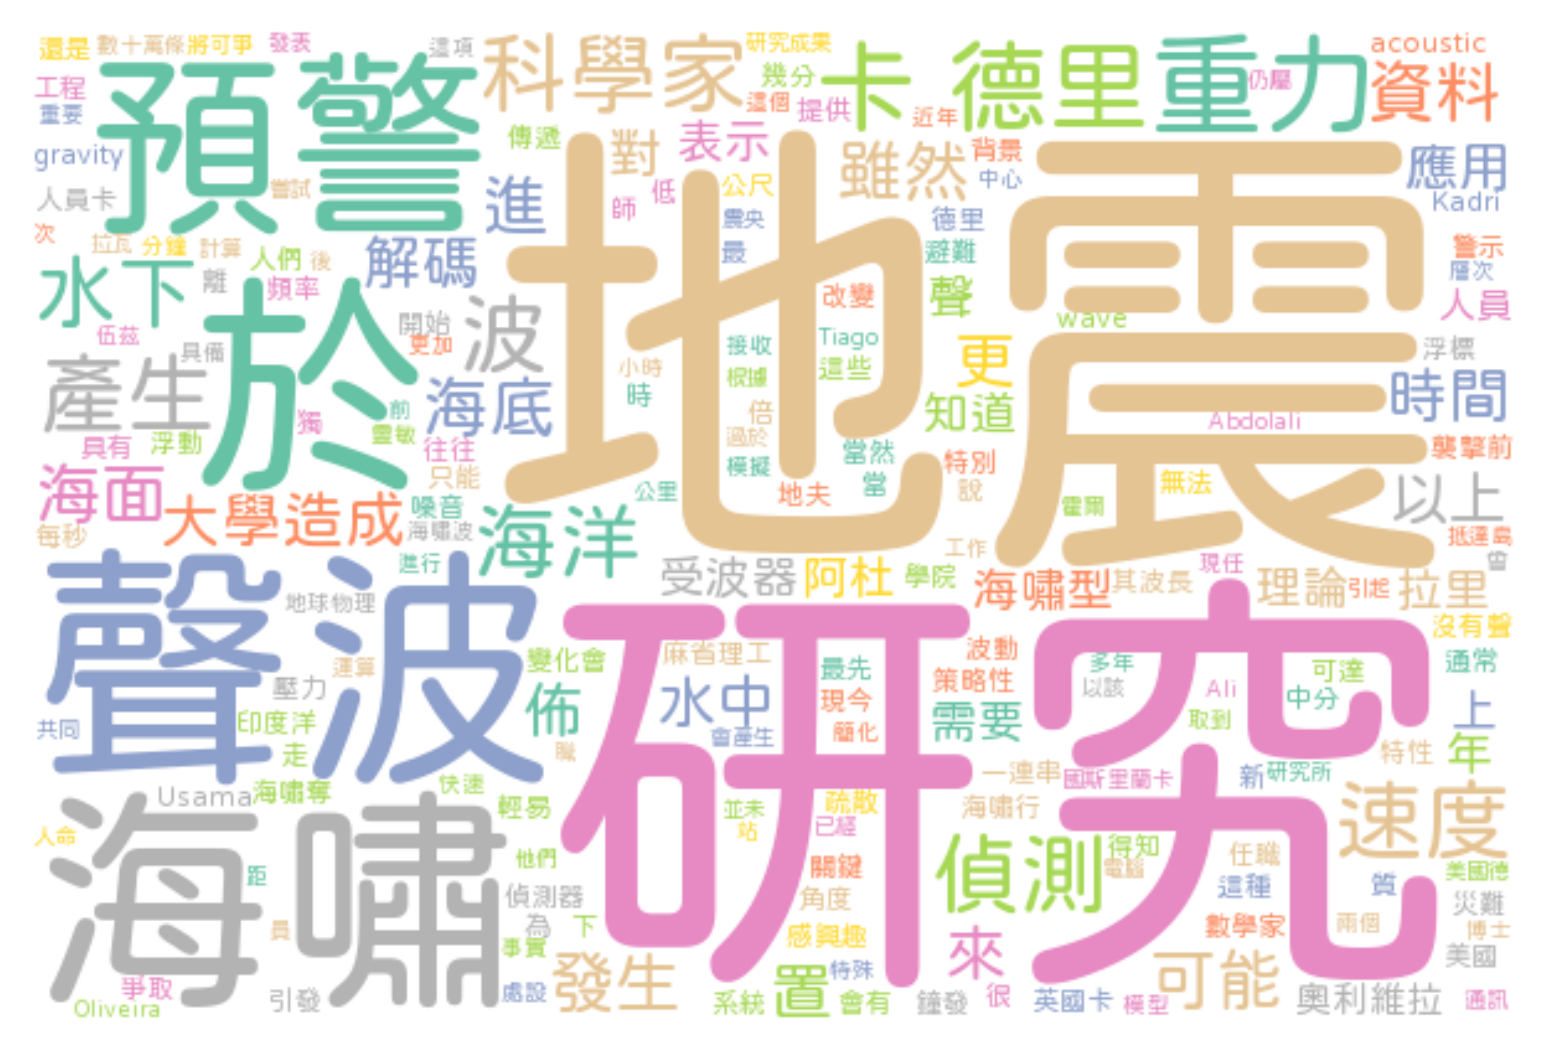 還是 數十萬條 將可爭 發表 這項 科學家 研究成果 acoustic
工程 預警 幾分 卡 德里 重力 仍屬 資料
重要 這個 提供 近年
gravity 傳遞 對 表示 雖然 背景 應用
人員卡 嘗試 進 師 低 公尺 中心 Kadri
次 拉瓦 分鐘 計算 人們 後 解碼 震央 德里 警示
水下 離 頻率 最 避難 層次
地震
於 改變 聲 人員
伍茲 具備 開始 更加 波 wave
產生 小時 接收 Tiago 更 浮標
海底 時 根據 這些 時間
獨 前 倍 知道 Abdolali
具有 浮動 靈敏 往往 過於 當然 襲擊前
海面 只能 模擬 當 特別 無法 以上
大學 造成 噪音 公里 地夫 說 霍爾
每秒 海嘯波 海洋 工作 抵達島
聲波 進行 受波器 阿杜 學院 現任 曾
地球物理 海嘯型 其波長 理論 引起 拉里
研究
運算 變化會 麻省理工 最先 波動 多年 可達 沒有聲
壓力 佈 水中 現今 策略性 以該 Ali 中分 通常
共同 印度洋 會產生 簡化 需要 取到 上
走 職 一連串 國斯里蘭卡 新 研究所 特性 年
Usama 海嘯奪 快速 輕易 並未 疏散 海嘯行 速度
人命 海嘯 他們 站 已經 偵測 得知
距 偵測器 關鍵 電腦 任職 美國德
為 下 角度 這種 質 災難
員 事實 感興趣 來 數學家 兩個 博士
爭取 發生 特殊 可能 美國
Oliveira 引發 處設 系統 置 會有 鐘發 很 英國卡 模型 奧利維拉 通訊